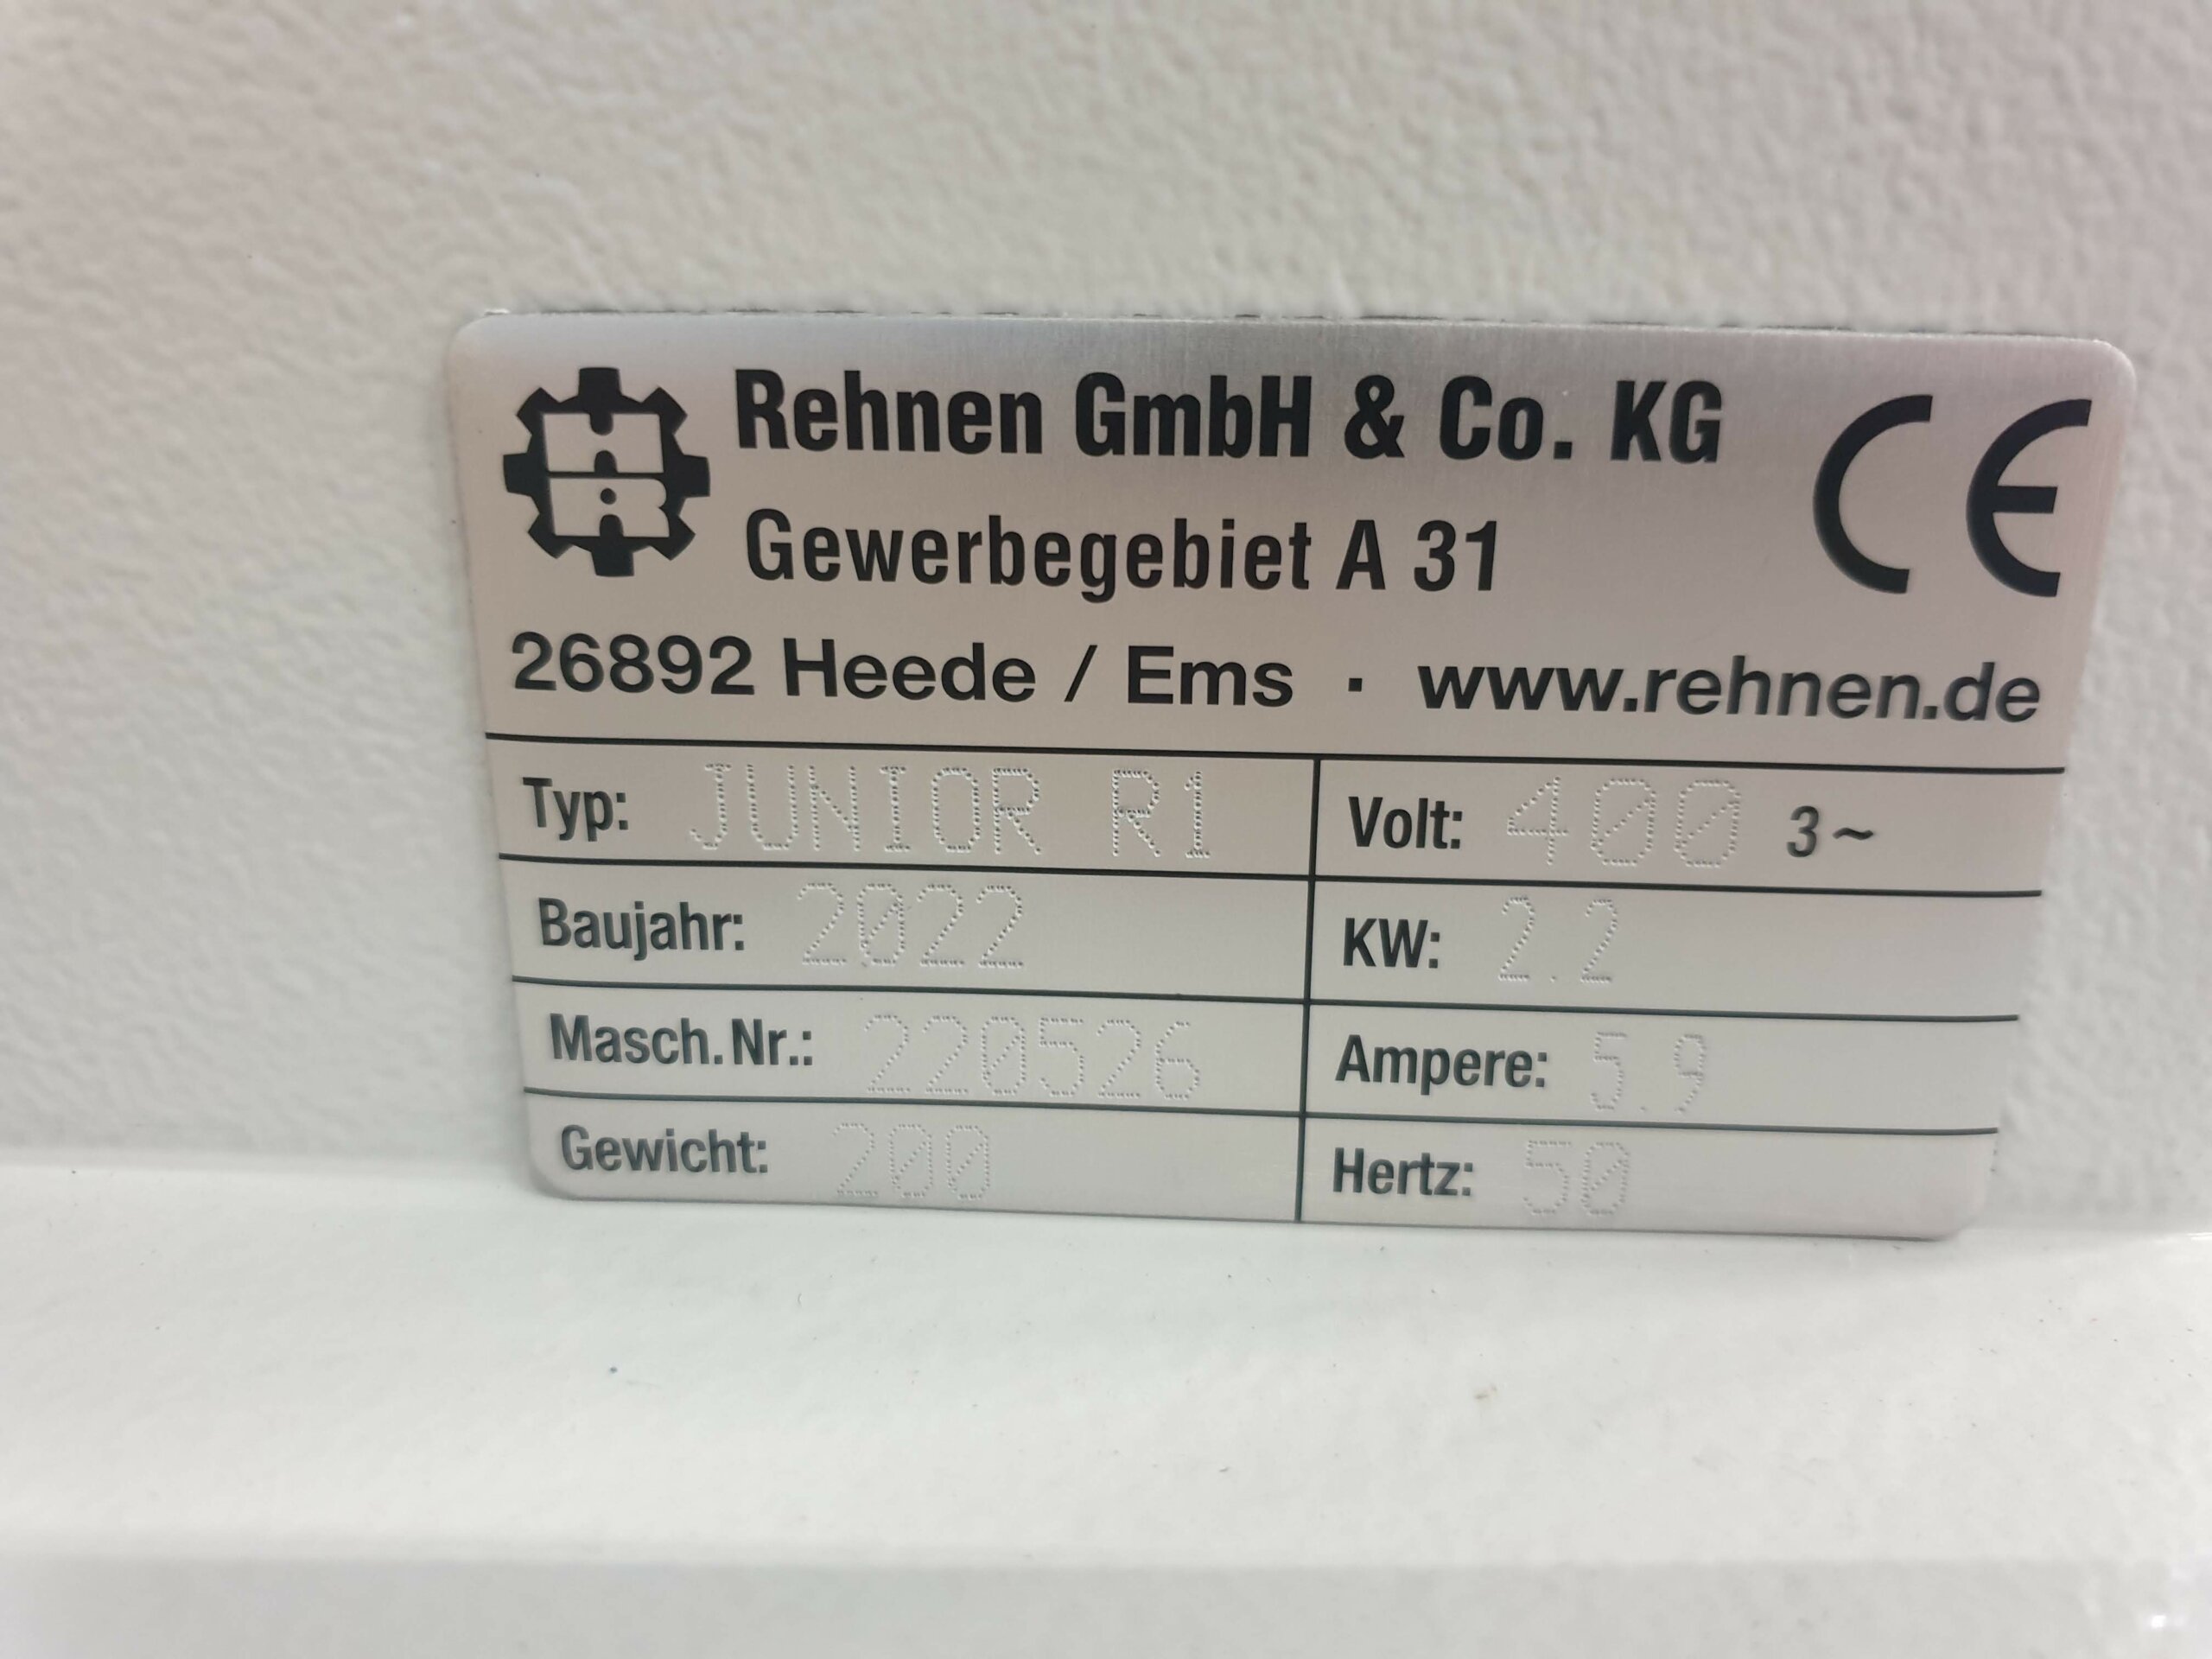 Rehnen GmbH & Co. KG CE
Gewerbegebiet A 31
26892 Heede / Ems · www.rehnen.de
Typ: JUNIOR R1 Volt: 400 3~
Baujahr: 2022 KW: 2.2
Masch.Nr.: 220526 Ampere: 5.9
Gewicht: 200 Hertz: 50